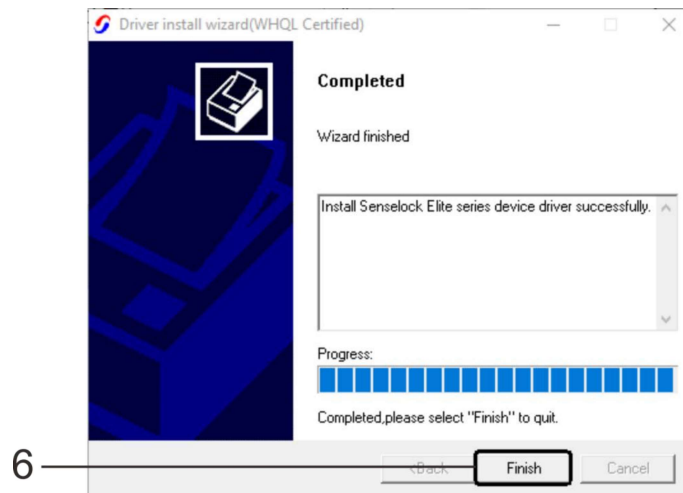 Driver install wizard(WHQL Certified)
Completed
Wizard finished
Install Senselock Elite series device driver successfully.
Progress:
Completed,please select "Finish" to quit.
6
<Back
Finish
Cancel